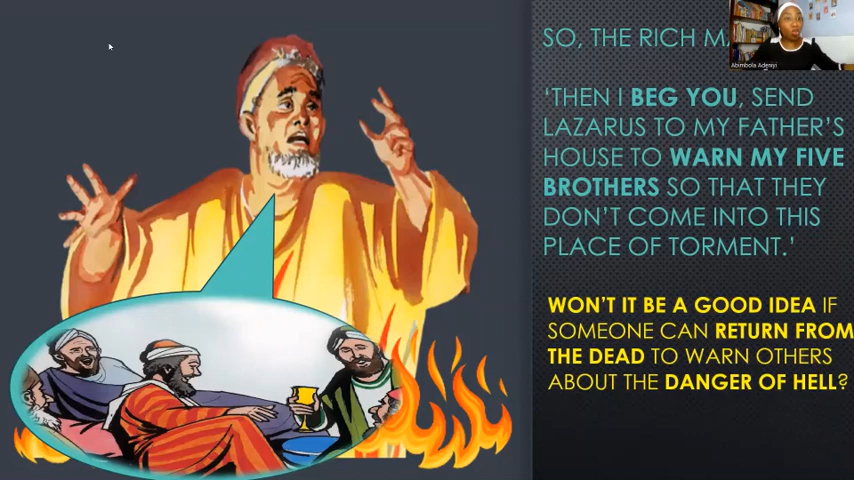 SO, THE RICH MA
Abimbola Adeniyi
‘THEN I BEG YOU, SEND
LAZARUS TO MY FATHER’S
HOUSE TO WARN MY FIVE
BROTHERS SO THAT THEY
DON’T COME INTO THIS
PLACE OF TORMENT.’
WON’T IT BE A GOOD IDEA IF
SOMEONE CAN RETURN FROM
THE DEAD TO WARN OTHERS
ABOUT THE DANGER OF HELL?